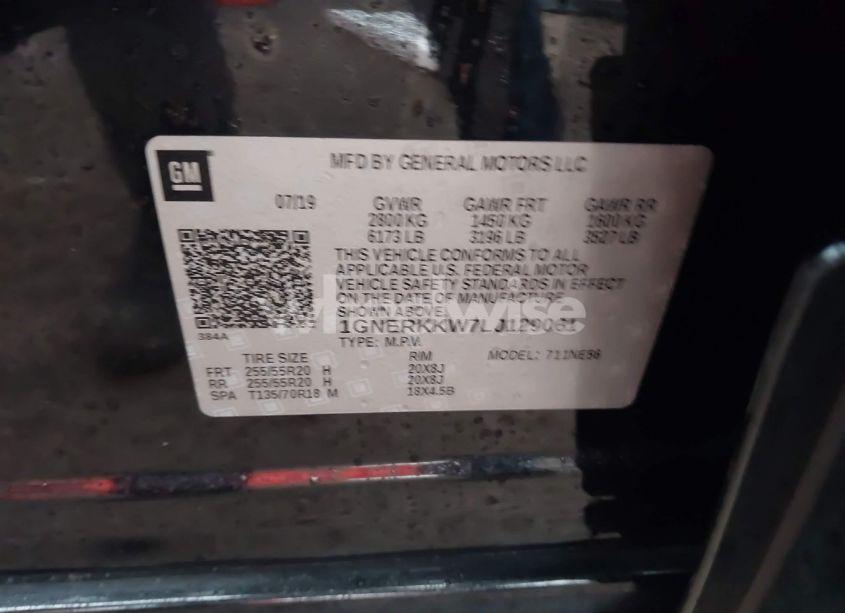 GM
MFD BY GENERAL MOTORS LLC
07/19 GVWR GAWR FRT GAWR RR
2800 KG 1450 KG 1600 KG
6173 LB 3196 LB 3527 LB
THIS VEHICLE CONFORMS TO ALL
APPLICABLE U.S. FEDERAL MOTOR
VEHICLE SAFETY STANDARDS IN EFFECT
ON THE DATE OF MANUFACTURE
SHOWN ABOVE.
384A 1GNERKKW7LJ129061
TYPE: M.P.V. MODEL: 711NE56
TIRE SIZE RIM
FRT 255/55R20 H 20X8J
RR 255/55R20 H 20X8J
SPA T135/70R18 M 18X4.5B